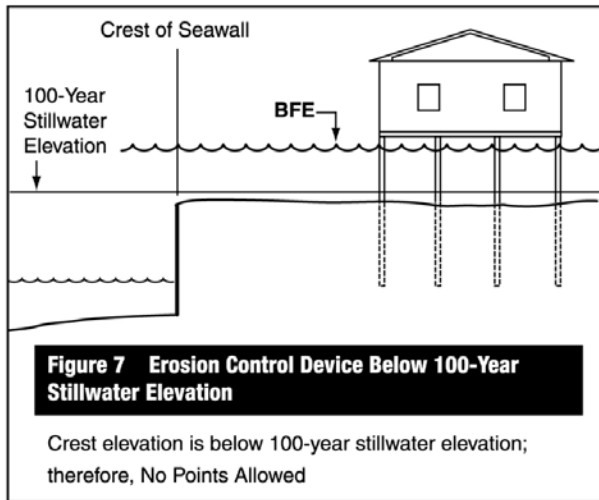 Crest of Seawall
100-Year
Stillwater
Elevation
BFE
Figure 7 Erosion Control Device Below 100-Year
Stillwater Elevation
Crest elevation is below 100-year stillwater elevation;
therefore, No Points Allowed